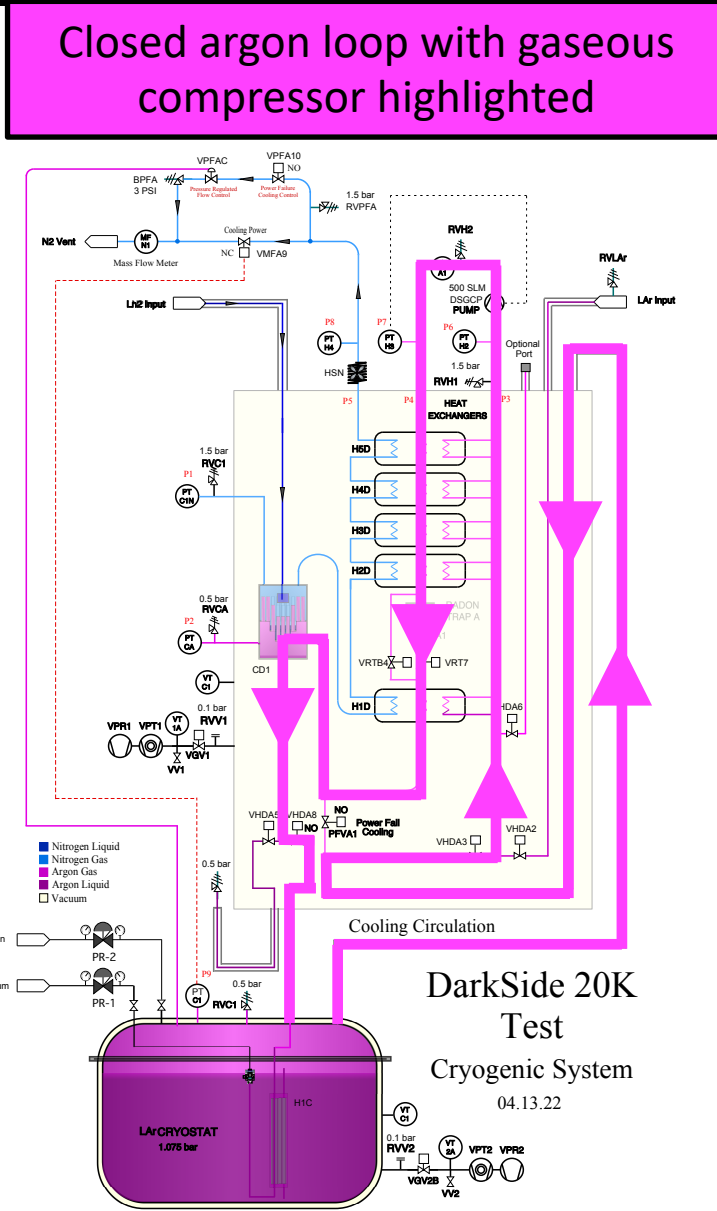 Closed argon loop with gaseous
compressor highlighted
VPFAC
VPFA10
NO
BPFA
3 PSI
Pressure Regulated
Flow Control
Power Failure
Cooling Control
1.5 bar
RVPFA
RVH2
N2 Vent
MF
N1
Cooling Power
NC
VMFA9
Mass Flow Meter
A1
RVLAr
500 SLM
DSGCP
PUMP
Ln2 Input
LAr Input
P8
PT
H4
P7
PT
H3
P6
PT
H2
Optional
Port
HSN
1.5 bar
RVH1
P5
P4
P3
HEAT
EXCHANGERS
1.5 bar
RVC1
P1
PT
C1N
H5D
H4D
H3D
H2D
0.5 bar
RVCA
P2
PT
CA
CD1
RADON
TRAP A
A1
VRTB4
VRT7
VT
C1
H1D
HDA6
0.1 bar
RVV1
VT
1A
VPR1
VPT1
VGV1
VV1
VHDA5
VHDA8
NO
NO
PFVA1
Power Fail
Cooling
VHDA3
VHDA2
Nitrogen Liquid
Nitrogen Gas
Argon Gas
Argon Liquid
Vacuum
0.5 bar
Cooling Circulation
PR-2
PR-1
P9
PT
C1
0.5 bar
RVC1
DarkSide 20K
Test
Cryogenic System
04.13.22
H1C
LArCRYOSTAT
1.075 bar
VT
C1
0.1 bar
RVV2
VT
2A
VPT2
VPR2
VGV2B
VV2